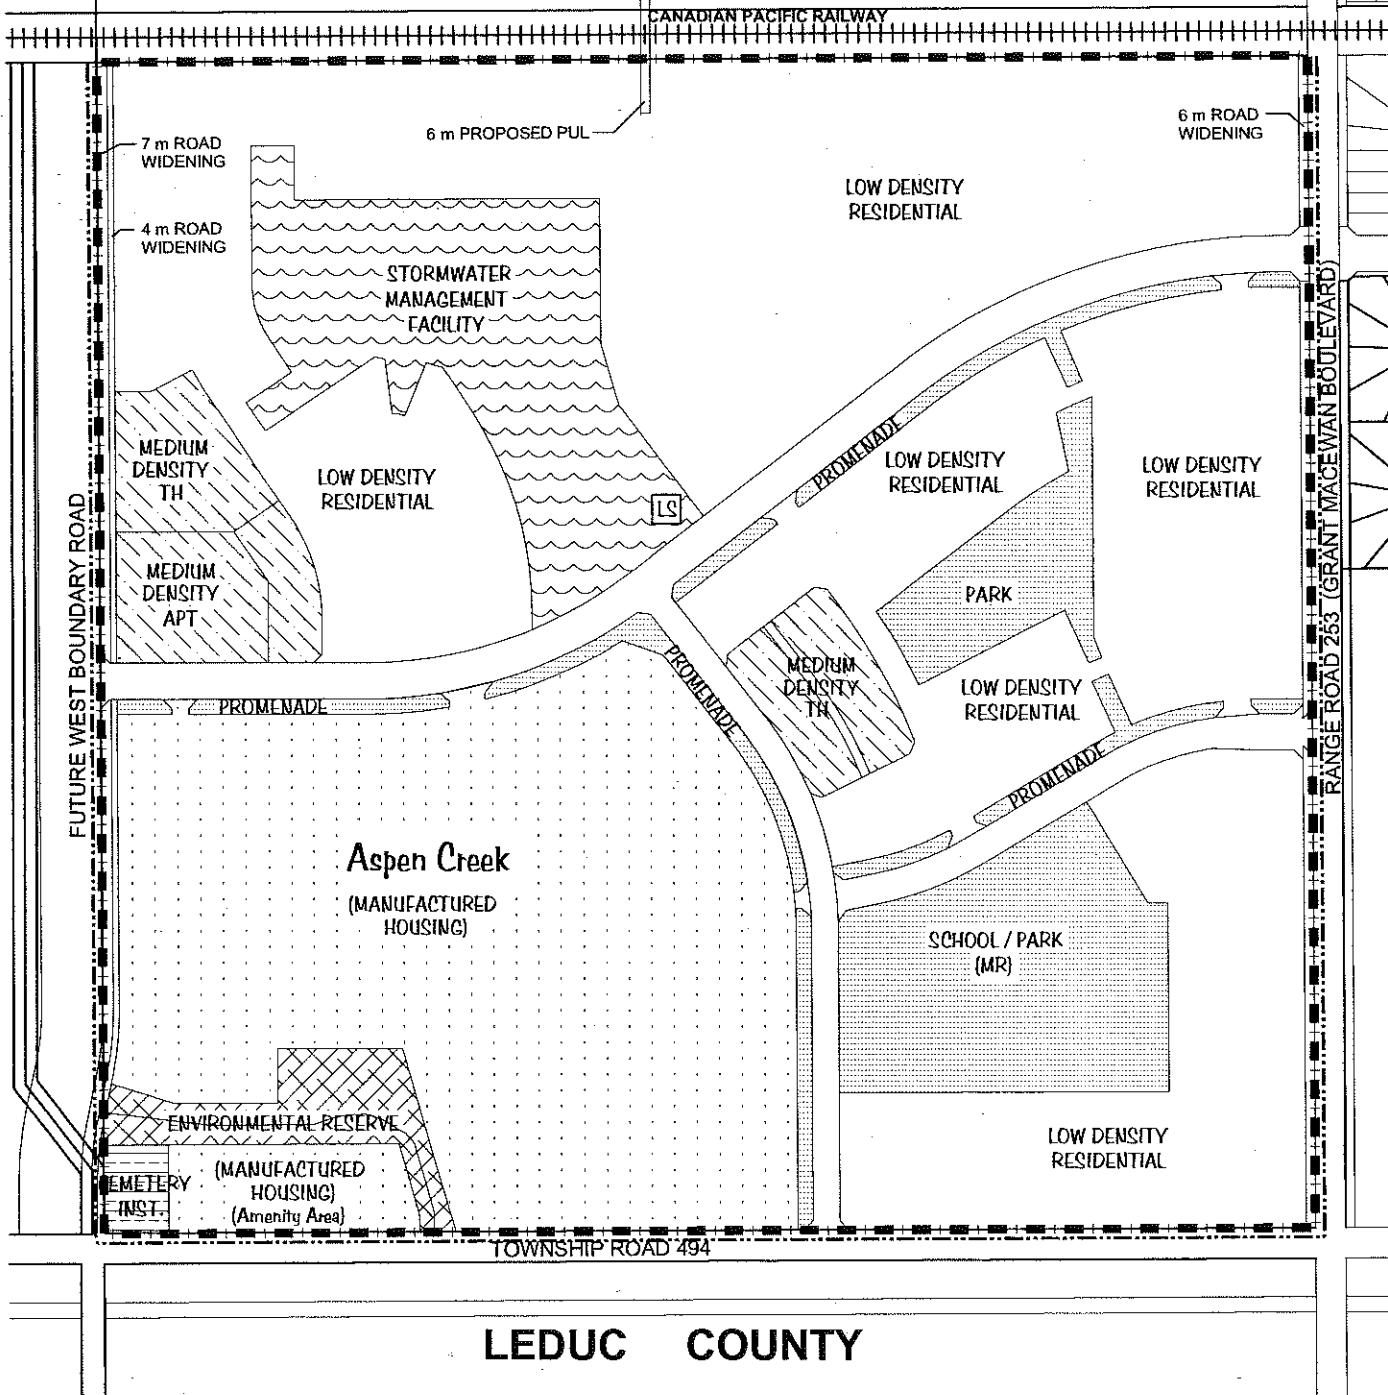 CANADIAN PACIFIC RAILWAY
7 m ROAD
WIDENING
6 m PROPOSED PUL
6 m ROAD
WIDENING
4 m ROAD
WIDENING
LOW DENSITY
RESIDENTIAL
STORMWATER
MANAGEMENT
FACILITY
MEDIUM
DENSITY
TH
LOW DENSITY
RESIDENTIAL
LS
PROMENADE
LOW DENSITY
RESIDENTIAL
LOW DENSITY
RESIDENTIAL
MEDIUM
DENSITY
APT
PARK
FUTURE WEST BOUNDARY ROAD
RANGE ROAD 253 (GRANT MACEWAN BOULEVARD)
PROMENADE
PROMENADE
MEDIUM
DENSITY
TH
LOW DENSITY
RESIDENTIAL
PROMENADE
Aspen Creek
(MANUFACTURED
HOUSING)
SCHOOL / PARK
(MR)
ENVIRONMENTAL RESERVE
(MANUFACTURED
HOUSING)
(Amenity Area)
EMETERY
INST.
LOW DENSITY
RESIDENTIAL
TOWNSHIP ROAD 494
LEDUC COUNTY